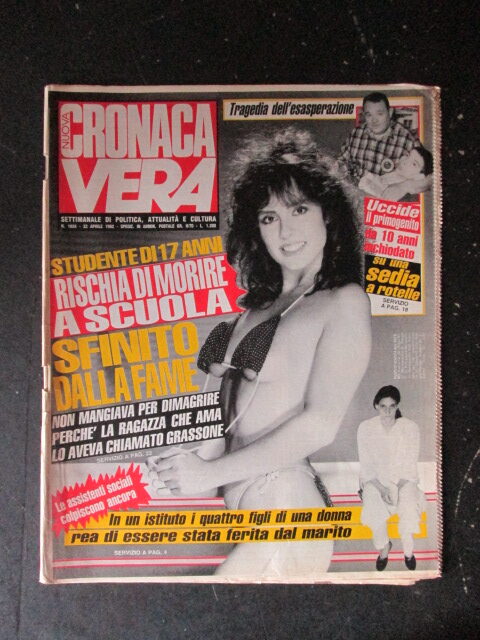 NUOVA
CRONACA
VERA
SETTIMANALE DI POLITICA, ATTUALITÀ E CULTURA
Tragedia dell'esasperazione
Uccide
il primogenito
da 10 anni
inchiodato
su una
sedia
a rotelle
SERVIZIO
A PAG. 18
STUDENTE DI 17 ANNI
RISCHIA DI MORIRE
A SCUOLA
SFINITO
DALLA FAME
NON MANGIAVA PER DIMAGRIRE
PERCHE' LA RAGAZZA CHE AMA
LO AVEVA CHIAMATO GRASSONE
SERVIZIO A PAG.
Le assistenti sociali
colpiscono ancora
In un istituto i quattro figli di una donna
rea di essere stata ferita dal marito
SERVIZIO A PAG. 4